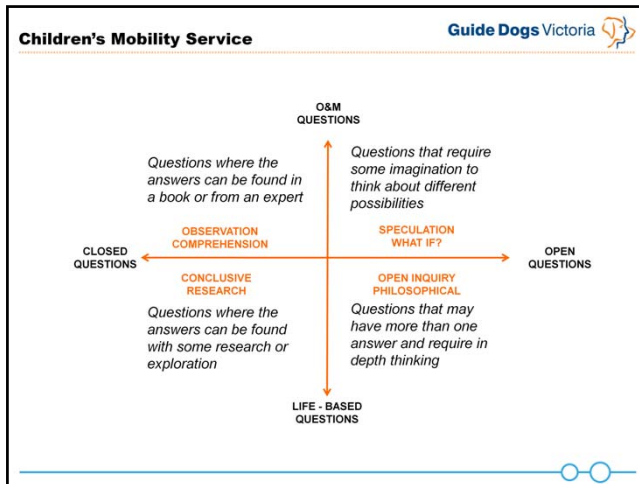 Children's Mobility Service
Guide Dogs Victoria
O&M
QUESTIONS
Questions where the
answers can be found in
a book or from an expert
Questions that require
some imagination to
think about different
possibilities
OBSERVATION
COMPREHENSION
SPECULATION
WHAT IF?
CLOSED
QUESTIONS
OPEN
QUESTIONS
CONCLUSIVE
RESEARCH
OPEN INQUIRY
PHILOSOPHICAL
Questions where the
answers can be found
with some research or
exploration
Questions that may
have more than one
answer and require in
depth thinking
LIFE - BASED
QUESTIONS